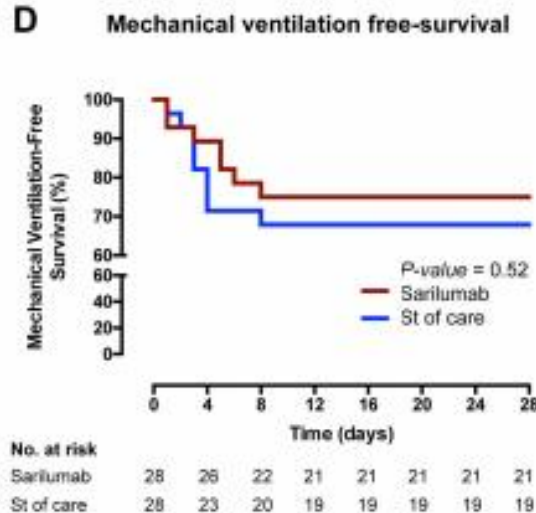 D Mechanical ventilation free-survival
Mechanical Ventilation-Free
Survival (%)
100
90
80
70
60
60
40
20
0
P-value = 0.52
Sarilumab
St of care
0 4 8 12 16 20 24 28
Time (days)
No. at risk
Sarilumab 28 26 22 21 21 21 21 21
St of care 28 23 20 19 19 19 19 19